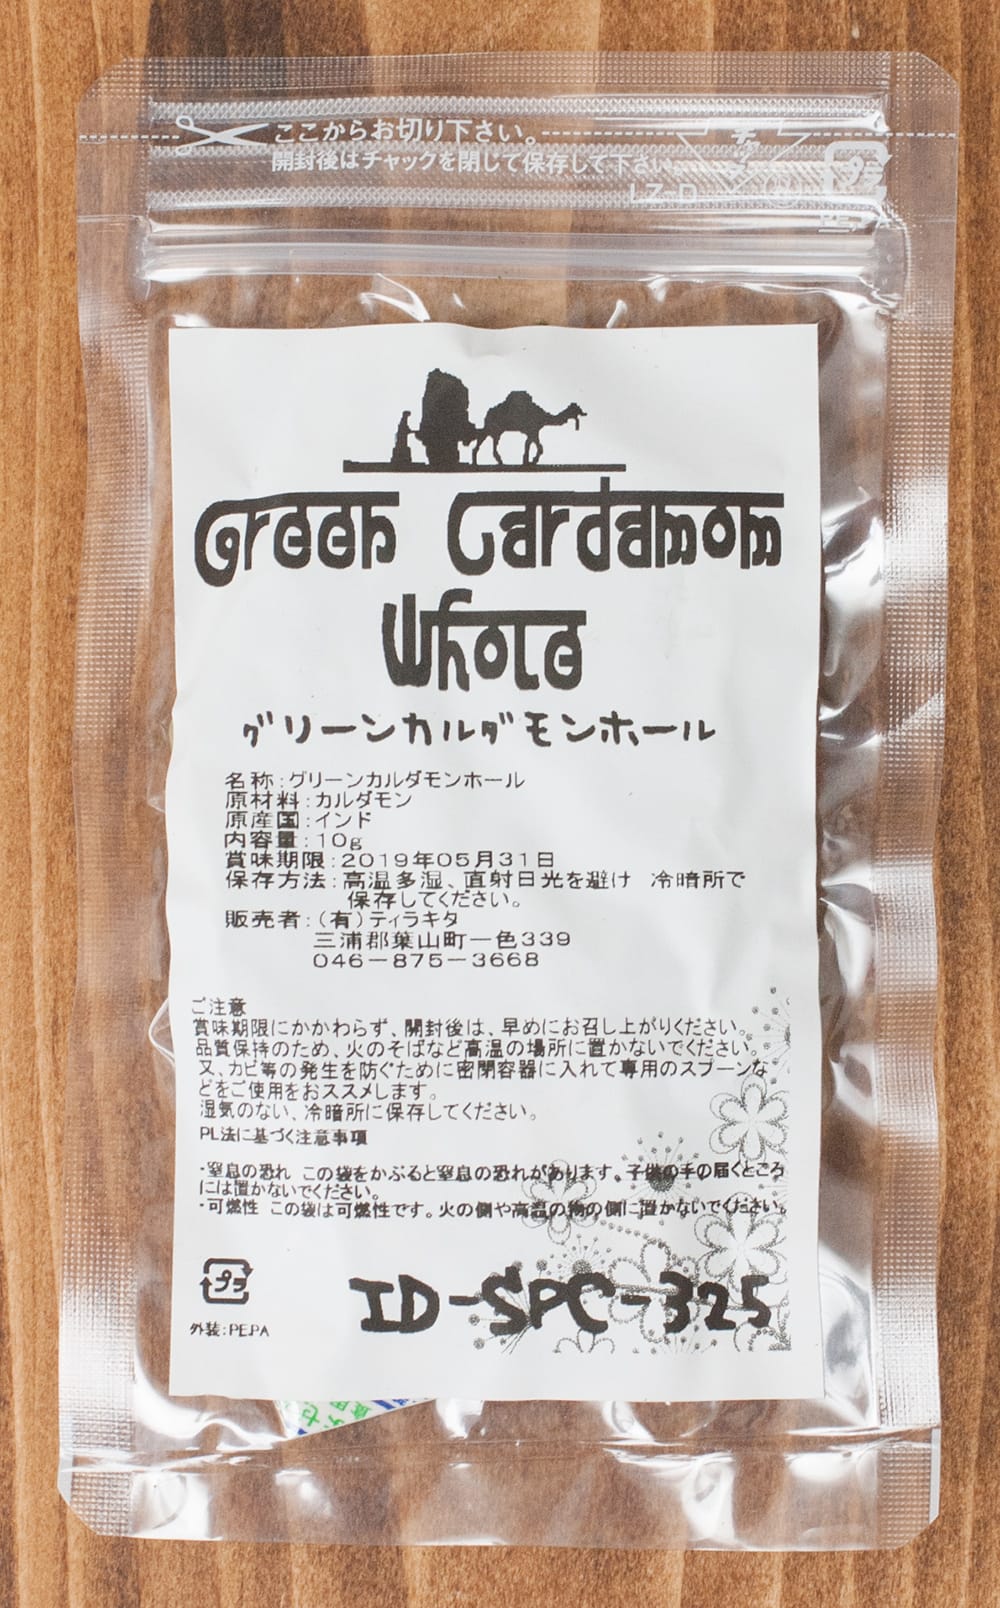 ここからお切り下さい。
開封後はチャックを閉じて保存して下さい。
LZ-D
プラ
PE,PA
Green Cardamom
Whole
グリーンカルダモンホール
名称:グリーンカルダモンホール
原材料:カルダモン
原産国:インド
内容量:10g
賞味期限:2019年05月31日
保存方法:高温多湿、直射日光を避け 冷暗所で
保存してください。
販売者:(有)ティラキタ
三浦郡葉山町一色339
046-875-3668
ご注意
賞味期限にかかわらず、開封後は、早めにお召し上がりください。
品質保持のため、火のそばなど高温の場所に置かないでください。
又、カビ等の発生を防ぐために密閉容器に入れて専用のスプーンな
どをご使用をおススメします。
湿気のない、冷暗所に保存してください。
PL法に基づく注意事項
・窒息の恐れ この袋をかぶると窒息の恐れがあります。子供の手の届くところ
には置かないでください。
・可燃性 この袋は可燃性です。火の側や高温の物の側に置かないでください。
プラ
外装:PE,PA
ID-SPC-325